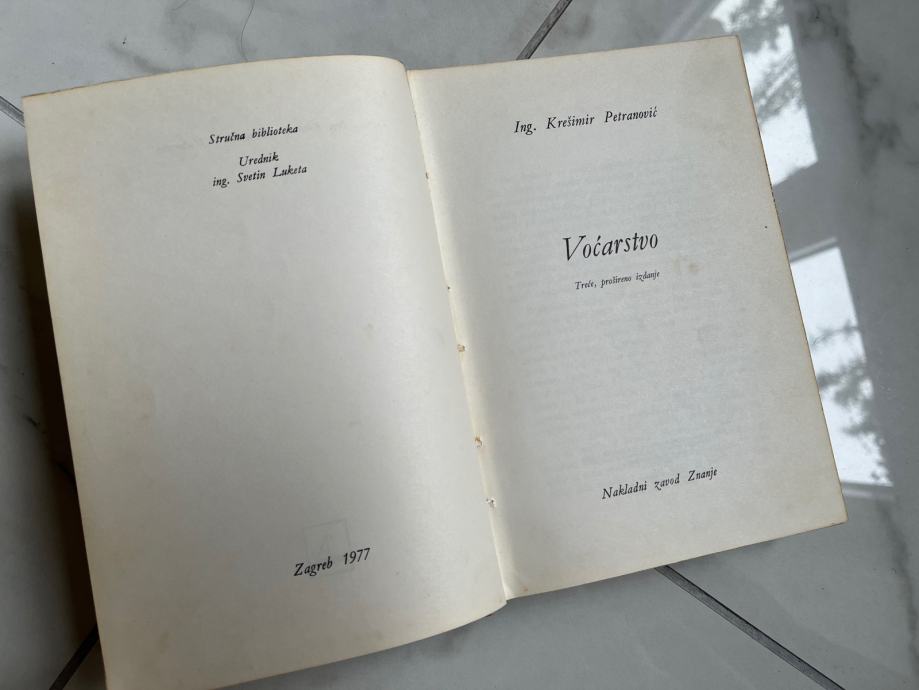 Stručna biblioteka
Urednik
ing. Svetin Luketa
Zagreb 1977
Ing. Krešimir Petranović
Voćarstvo
Treće, prošireno izdanje
Nakladni zavod Znanje